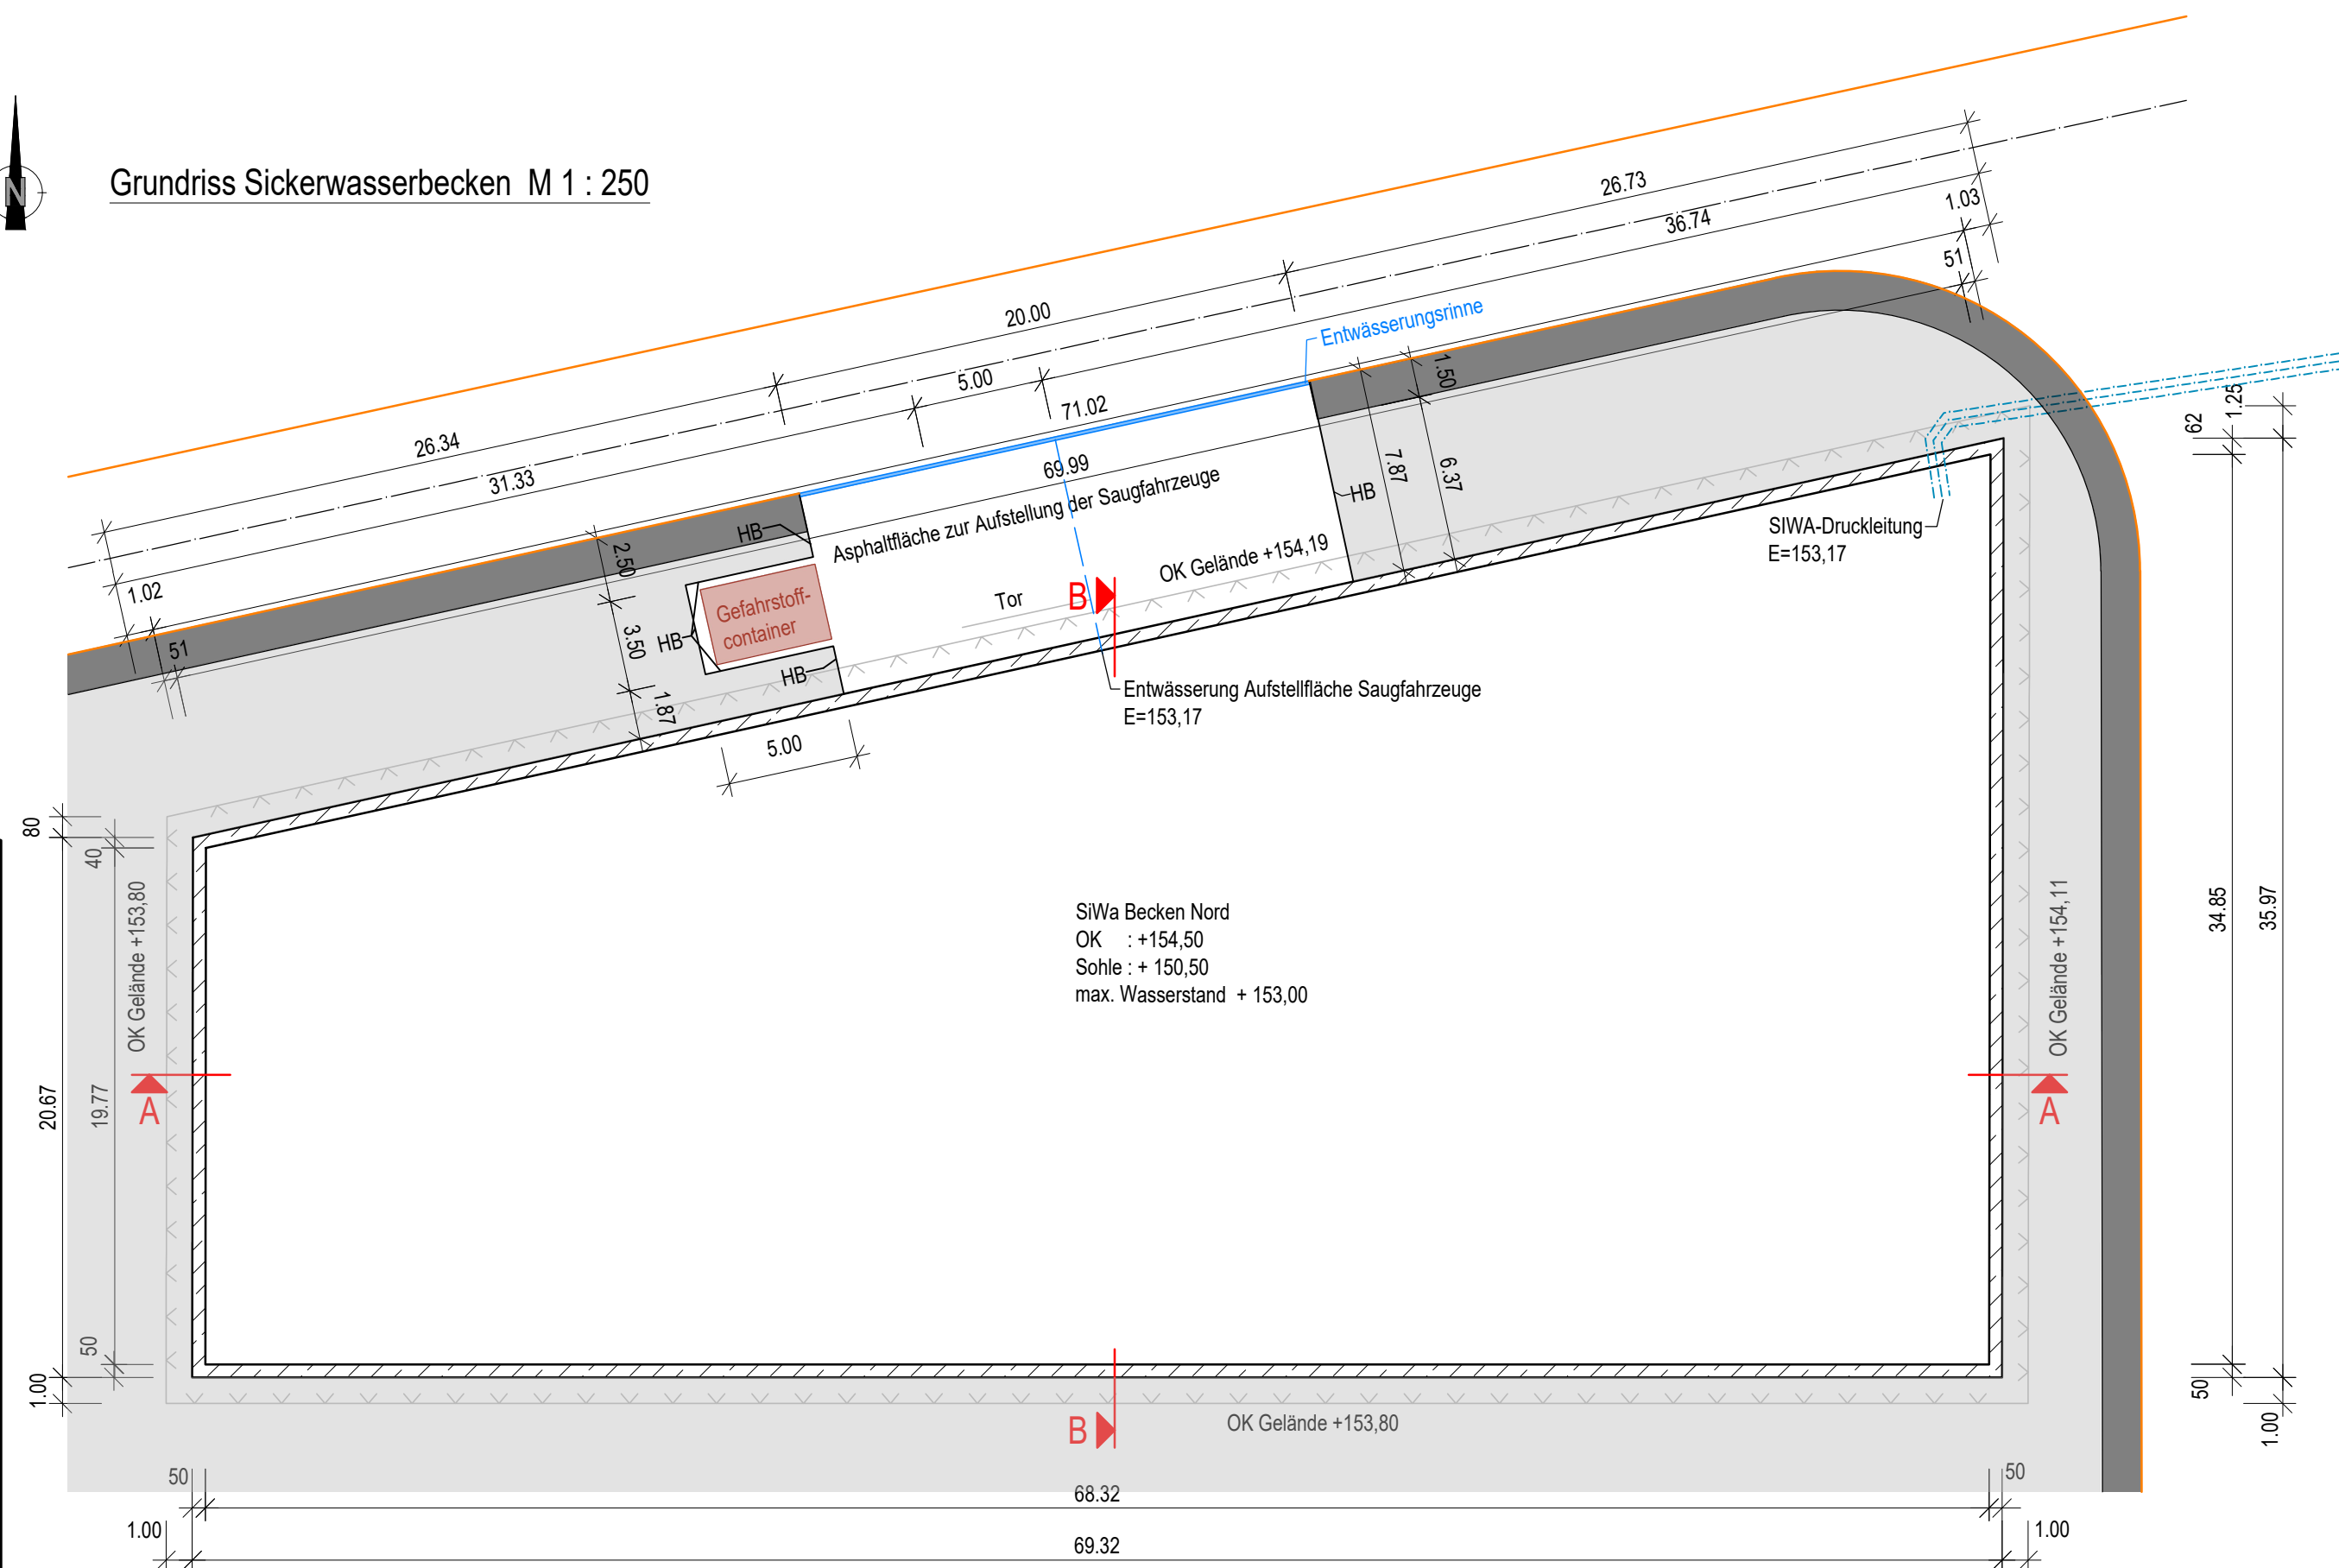 N
Grundriss Sickerwasserbecken M 1 : 250
26.73
1.03
36.74
51
20.00
Entwässerungsrinne
5.00
71.02
1.50
26.34
31.33
69.99
7.87
6.37
HB
62
1.25
Asphaltfläche zur Aufstellung der Saugfahrzeuge
HB
2.50
OK Gelände +154,19
SIWA-Druckleitung
E=153,17
1.02
51
Gefahrstoff-
container
HB
3.50
Tor
B
HB
1.87
Entwässerung Aufstellfläche Saugfahrzeuge
E=153,17
5.00
80
40
OK Gelände +153,80
SiWa Becken Nord
OK : +154,50
Sohle : + 150,50
max. Wasserstand + 153,00
OK Gelände +154,11
34.85
35.97
20.67
19.77
A
A
50
1.00
50
1.00
B
OK Gelände +153,80
50
68.32
50
1.00
69.32
1.00